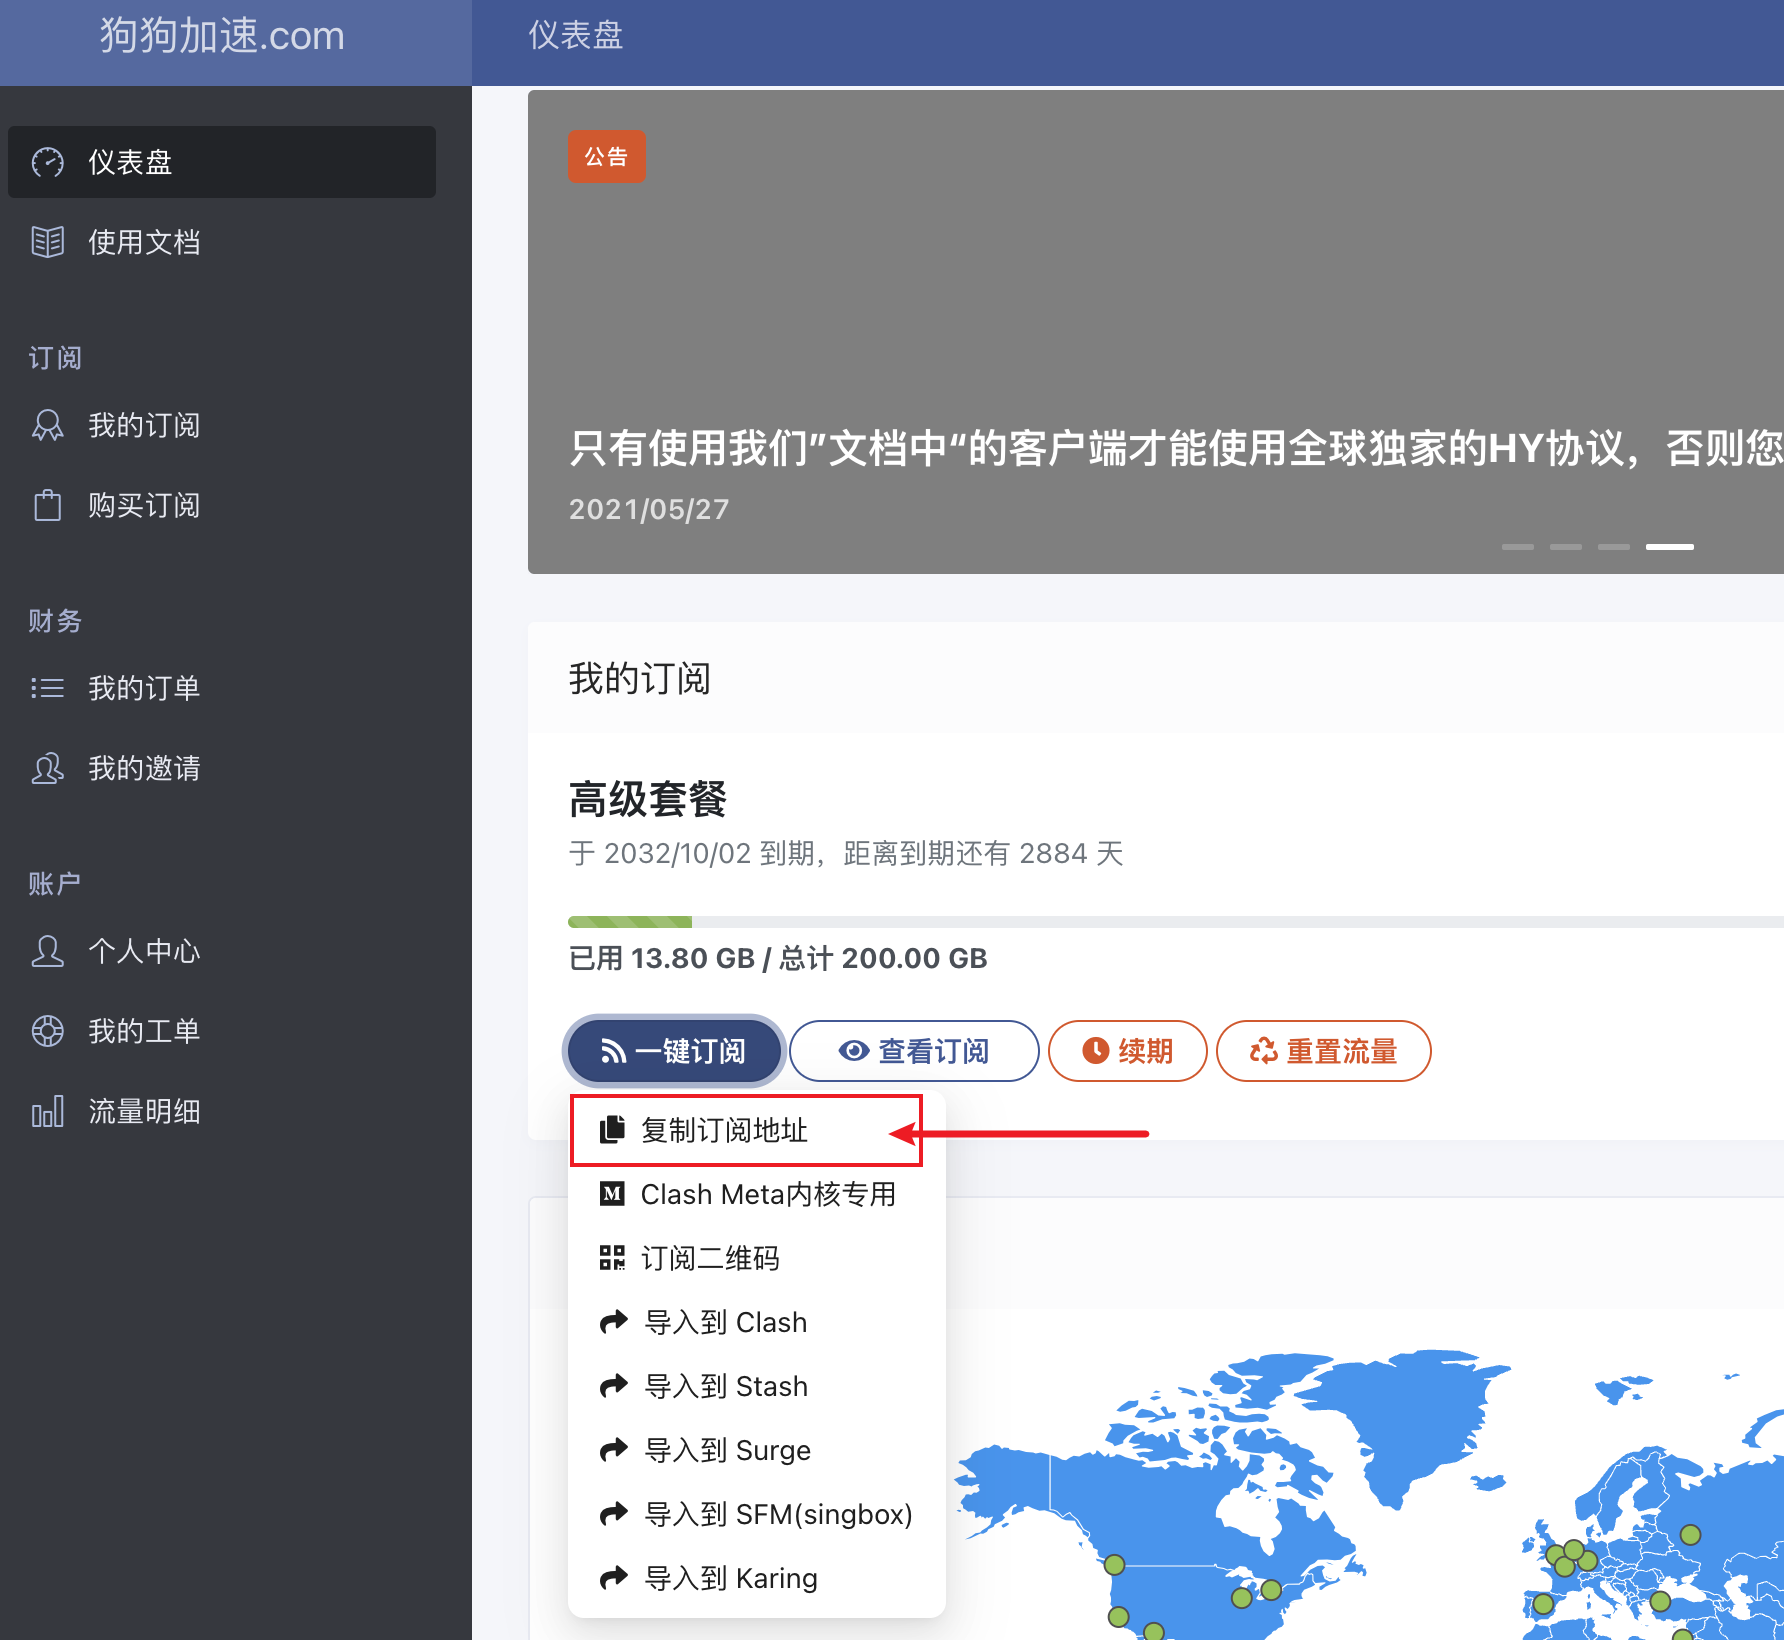 狗狗加速.com
仪表盘
仪表盘
使用文档
订阅
我的订阅
购买订阅
财务
我的订单
我的邀请
账户
个人中心
我的工单
流量明细
公告
只有使用我们”文档中“的客户端才能使用全球独家的HY协议，否则您
2021/05/27
我的订阅
高级套餐
于 2032/10/02 到期，距离到期还有 2884 天
已用 13.80 GB / 总计 200.00 GB
一键订阅
查看订阅
续期
重置流量
复制订阅地址
Clash Meta内核专用
订阅二维码
导入到 Clash
导入到 Stash
导入到 Surge
导入到 SFM(singbox)
导入到 Karing